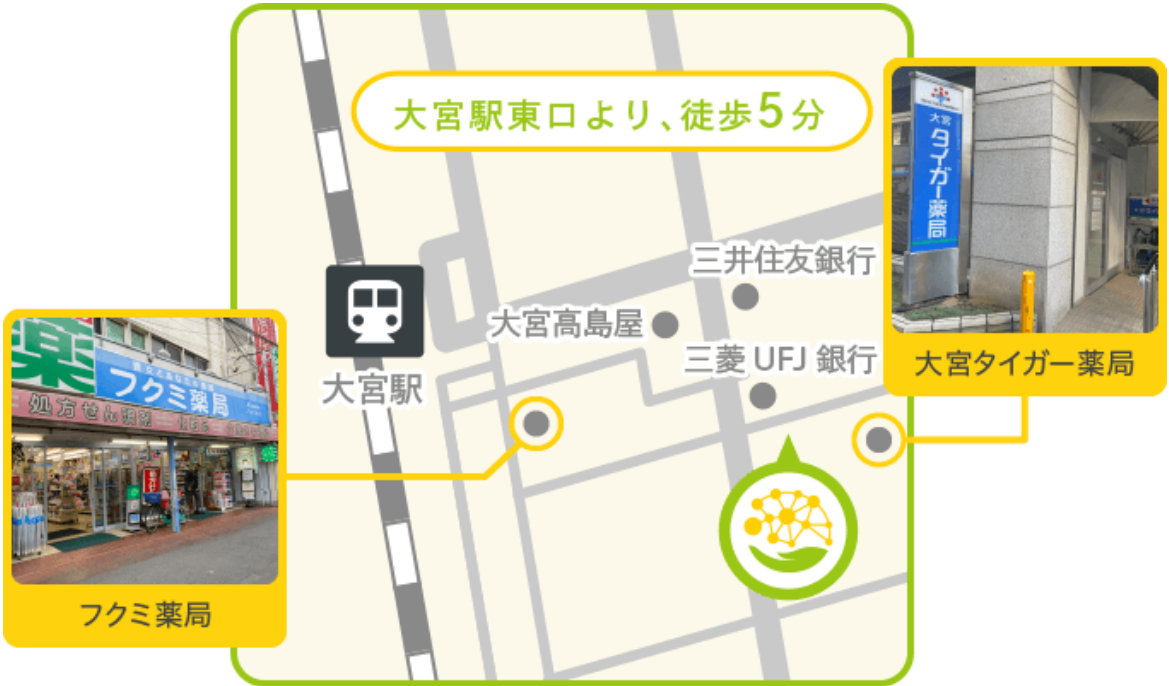 大宮駅東口より、徒歩5分
大宮
タイガー薬局
三井住友銀行
大宮高島屋
三菱UFJ銀行
大宮駅
大宮タイガー薬局
薬
フクミ薬局
処方せん調剤
フクミ薬局